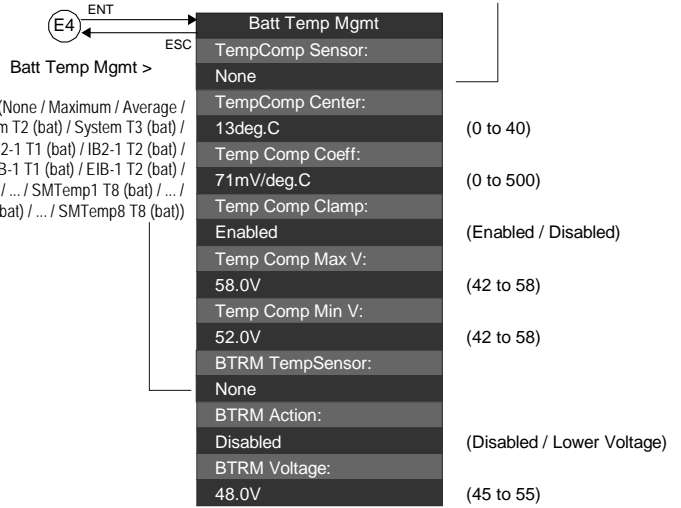 ENT
E4
ESC
Batt Temp Mgmt >
(None / Maximum / Average /
T2 (bat) / System T3 (bat) /
2-1 T1 (bat) / IB2-1 T2 (bat) /
B-1 T1 (bat) / EIB-1 T2 (bat) /
/ ... / SMTemp1 T8 (bat) / ... /
bat) / ... / SMTemp8 T8 (bat))
Batt Temp Mgmt
TempComp Sensor:
None
TempComp Center:
13deg.C (0 to 40)
Temp Comp Coeff:
71mV/deg.C (0 to 500)
Temp Comp Clamp:
Enabled (Enabled / Disabled)
Temp Comp Max V:
58.0V (42 to 58)
Temp Comp Min V:
52.0V (42 to 58)
BTRM TempSensor:
None
BTRM Action:
Disabled (Disabled / Lower Voltage)
BTRM Voltage:
48.0V (45 to 55)